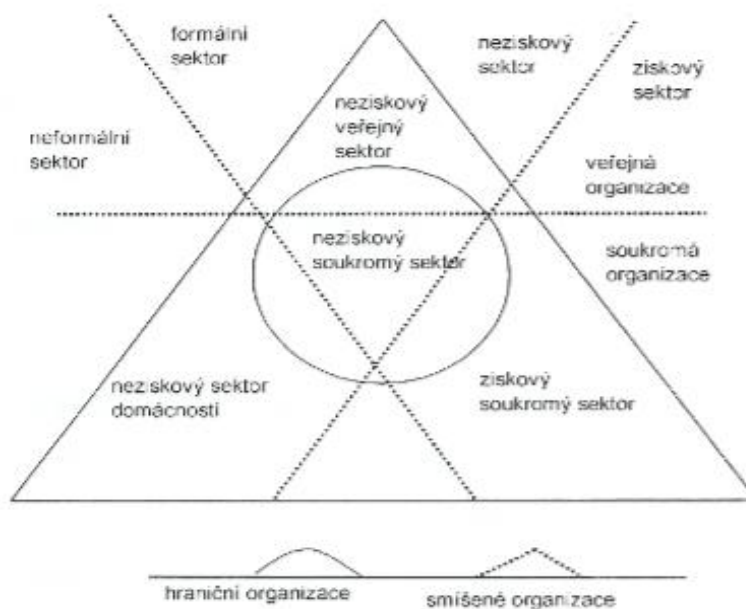 formální
sektor
neziskový
sektor
ziskový
sektor
neziskový
veřejný
sektor
neformální
sektor
veřejná
organizace
neziskový
soukromý sektor
soukromá
organizace
neziskový sektor
domácností
ziskový
soukromý sektor
hraniční organizace
smíšené organizace